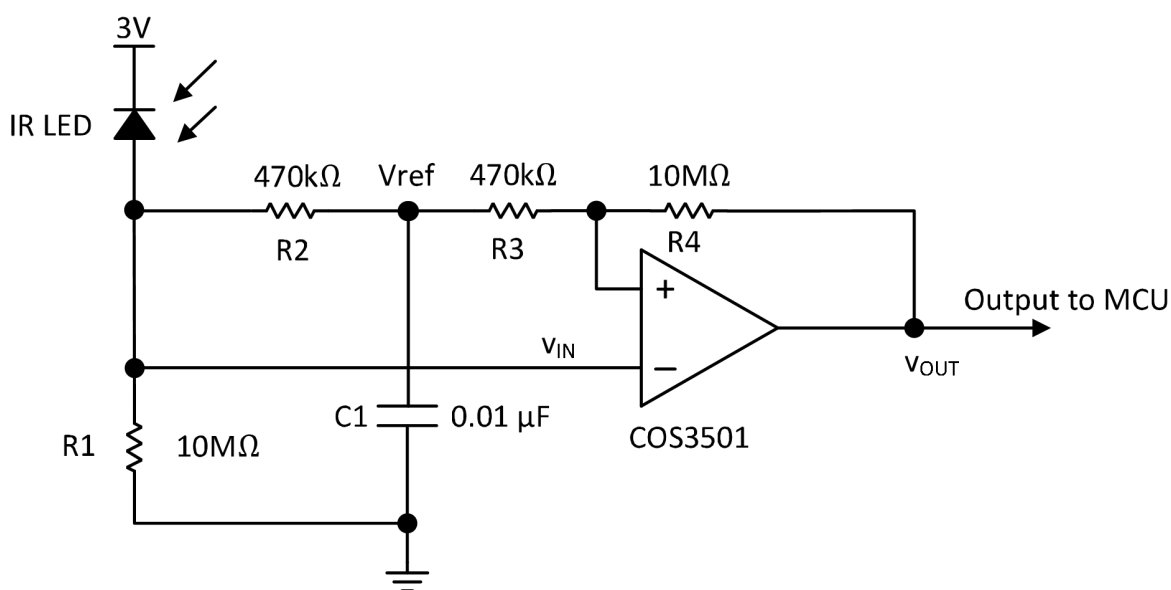 3V
IR LED
470kΩ
Vref
470kΩ
10MΩ
R2
R3
R4
+
Output to MCU
vIN
vOUT
−
C1
0.01 µF
COS3501
R1
10MΩ